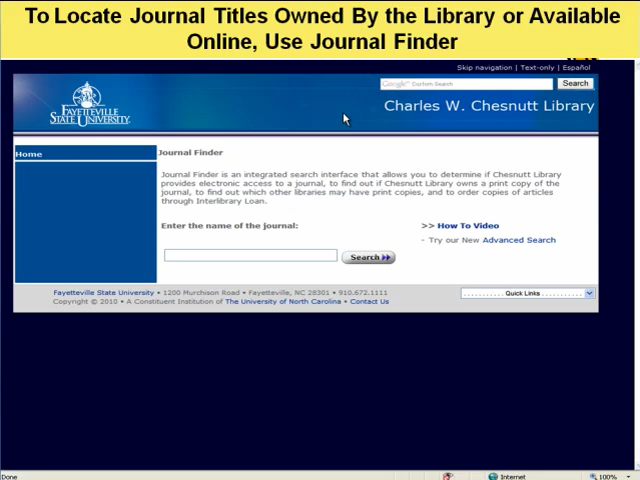 To Locate Journal Titles Owned By the Library or Available
Online, Use Journal Finder
Skip navigation | Text-only | Español
Google™ Custom Search
Search
FAYETTEVILLE
STATE UNIVERSITY
Charles W. Chesnutt Library
Home
Journal Finder
Journal Finder is an integrated search interface that allows you to determine if Chesnutt Library
provides electronic access to a journal, to find out if Chesnutt Library owns a print copy of the
journal, to find out which other libraries may have print copies, and to order copies of articles
through Interlibrary Loan.
Enter the name of the journal:
>> How To Video
- Try our New Advanced Search
Search
Fayetteville State University • 1200 Murchison Road • Fayetteville, NC 28301 • 910.672.1111
Copyright © 2010 • A Constituent Institution of The University of North Carolina • Contact Us
. . . . . . . . . . . Quick Links . . . . . . . . . . .
Done
Internet
100%